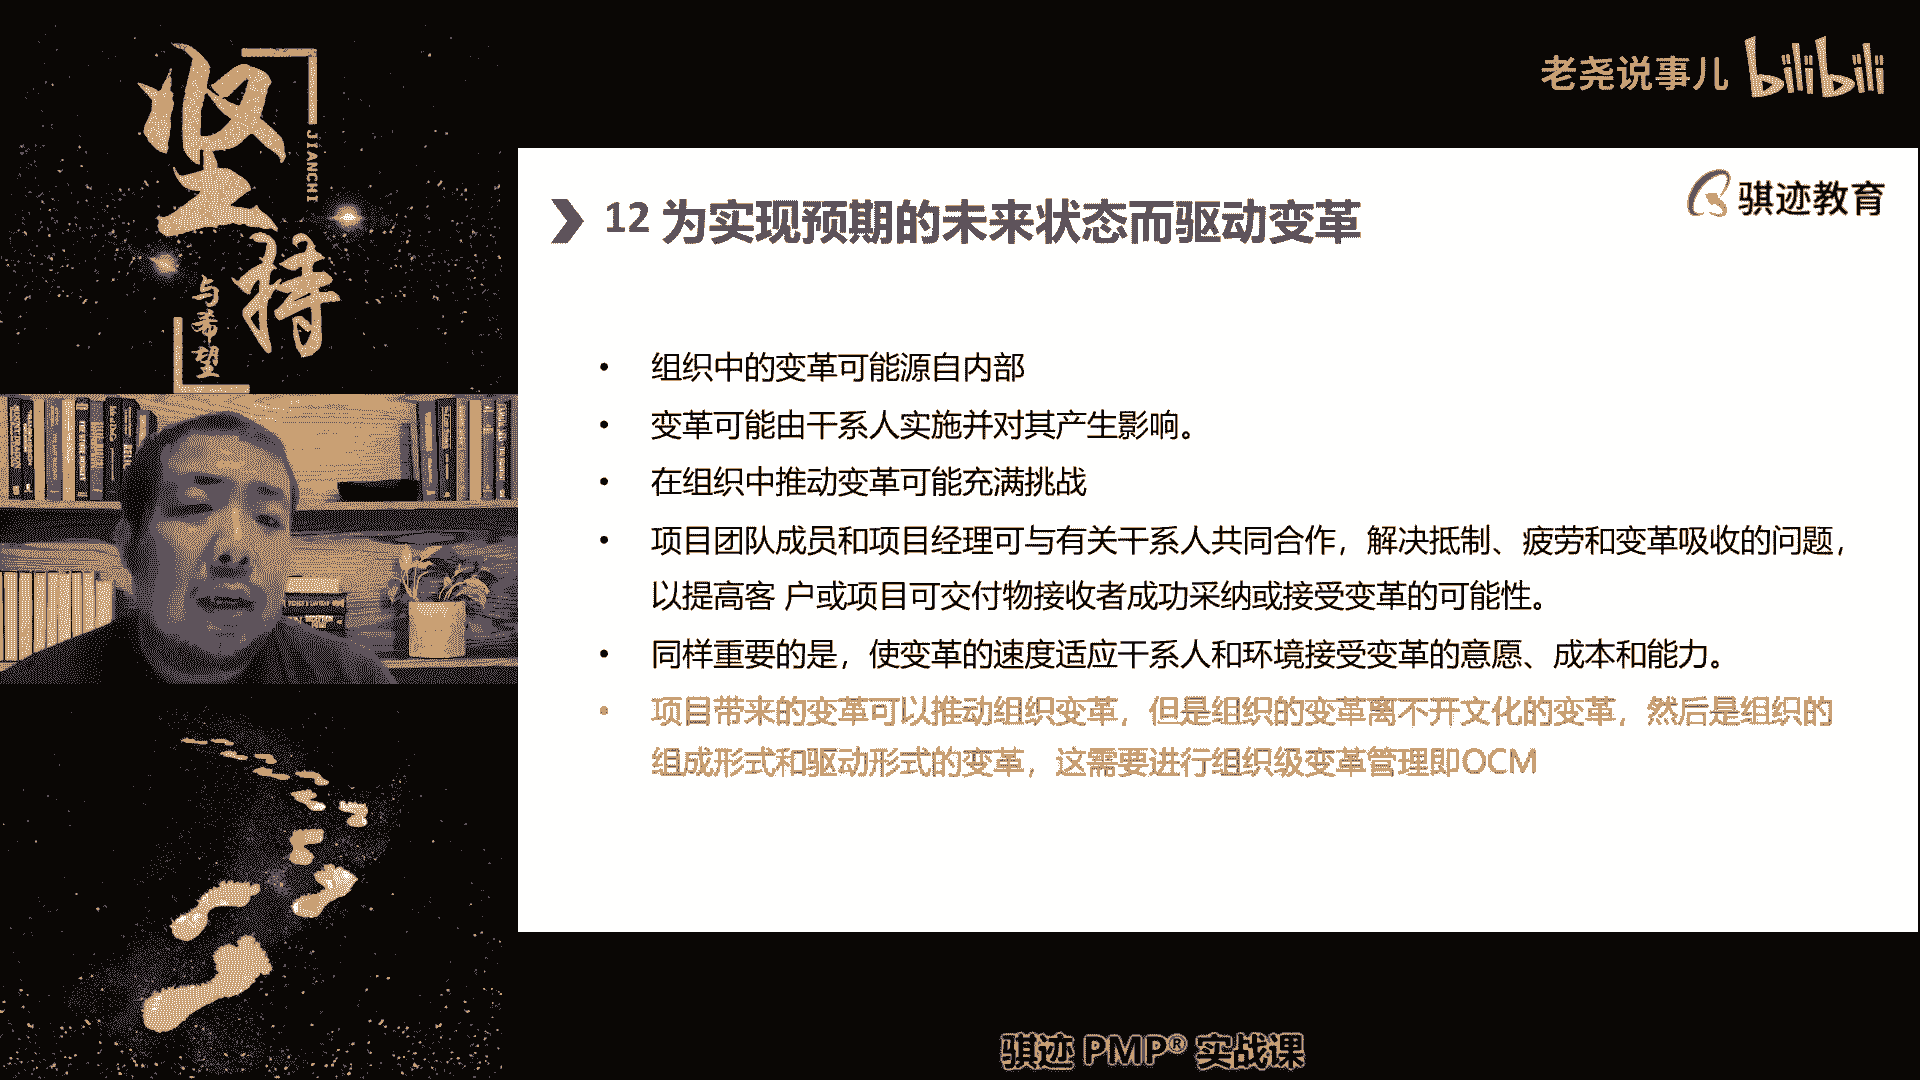 坚持
JIANCHI
与希望
老尧说事儿 bilibili
骐迹教育
12 为实现预期的未来状态而驱动变革
• 组织中的变革可能源自内部
• 变革可能由干系人实施并对其产生影响。
• 在组织中推动变革可能充满挑战
• 项目团队成员和项目经理可与有关干系人共同合作，解决抵制、疲劳和变革吸收的问题，
以提高客 户或项目可交付物接收者成功采纳或接受变革的可能性。
• 同样重要的是，使变革的速度适应干系人和环境接受变革的意愿、成本和能力。
• 项目带来的变革可以推动组织变革，但是组织的变革离不开文化的变革，然后是组织的
组成形式和驱动形式的变革，这需要进行组织级变革管理即OCM
骐迹 PMP® 实战课